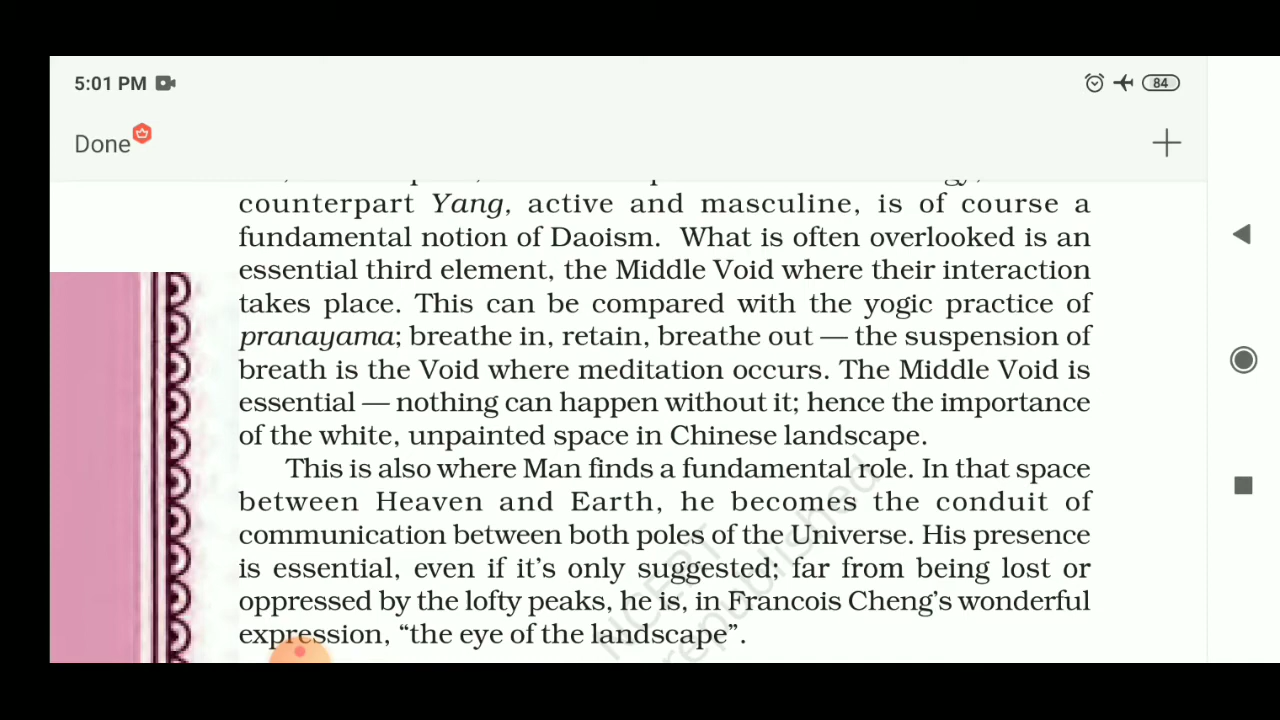 5:01 PM 84
Done
counterpart Yang, active and masculine, is of course a
fundamental notion of Daoism. What is often overlooked is an
essential third element, the Middle Void where their interaction
takes place. This can be compared with the yogic practice of
pranayama; breathe in, retain, breathe out — the suspension of
breath is the Void where meditation occurs. The Middle Void is
essential — nothing can happen without it; hence the importance
of the white, unpainted space in Chinese landscape.
This is also where Man finds a fundamental role. In that space
between Heaven and Earth, he becomes the conduit of
communication between both poles of the Universe. His presence
is essential, even if it's only suggested; far from being lost or
oppressed by the lofty peaks, he is, in Francois Cheng's wonderful
expression, “the eye of the landscape”.
NCERT
republished